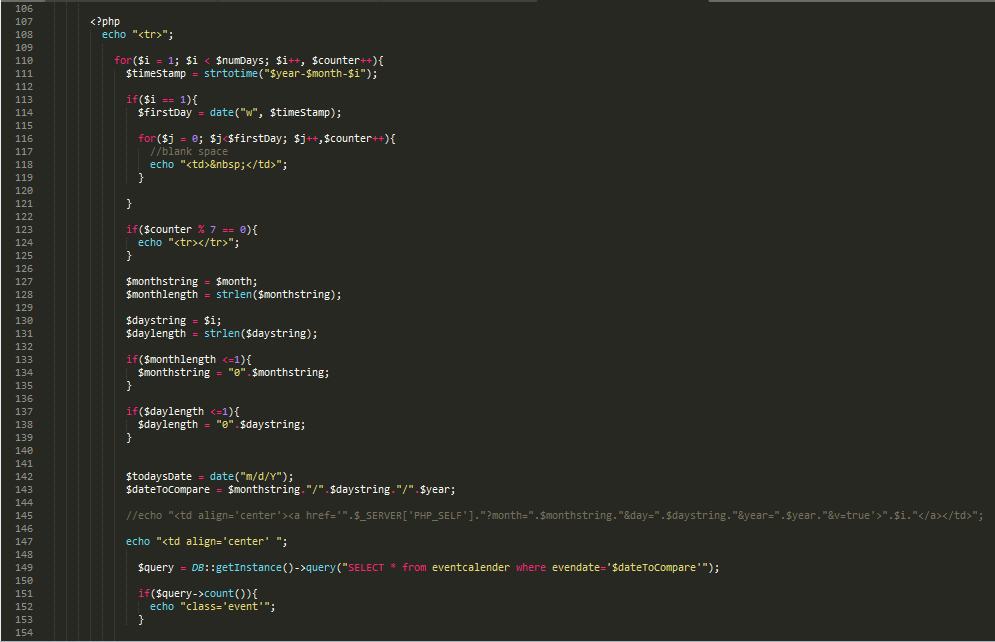 106
107 <?php
108 echo "<tr>";
109
110 for($i = 1; $i < $numDays; $i++, $counter++){
111 $timeStamp = strtotime("$year-$month-$i");
112
113 if($i == 1){
114 $firstDay = date("w", $timeStamp);
115
116 for($j = 0; $j<$firstDay; $j++,$counter++){
117 //blank space
118 echo "<td>&nbsp;</td>";
119 }
120
121 }
122
123 if($counter % 7 == 0){
124 echo "<tr></tr>";
125 }
126
127 $monthstring = $month;
128 $monthlength = strlen($monthstring);
129
130 $daystring = $i;
131 $daylength = strlen($daystring);
132
133 if($monthlength <=1){
134 $monthstring = "0".$monthstring;
135 }
136
137 if($daylength <=1){
138 $daylength = "0".$daystring;
139 }
140
141
142 $todaysDate = date("m/d/Y");
143 $dateToCompare = $monthstring."/".$daystring."/".$year;
144
145 //echo "<td align='center'><a href='".$_SERVER['PHP_SELF']."?month=".$monthstring."&day=".$daystring."&year=".$year."&v=true'>".$i."</a></td>";
146
147 echo "<td align='center' ";
148
149 $query = DB::getInstance()->query("SELECT * from eventcalender where evendate='$dateToCompare'");
150
151 if($query->count()){
152 echo "class='event'";
153 }
154